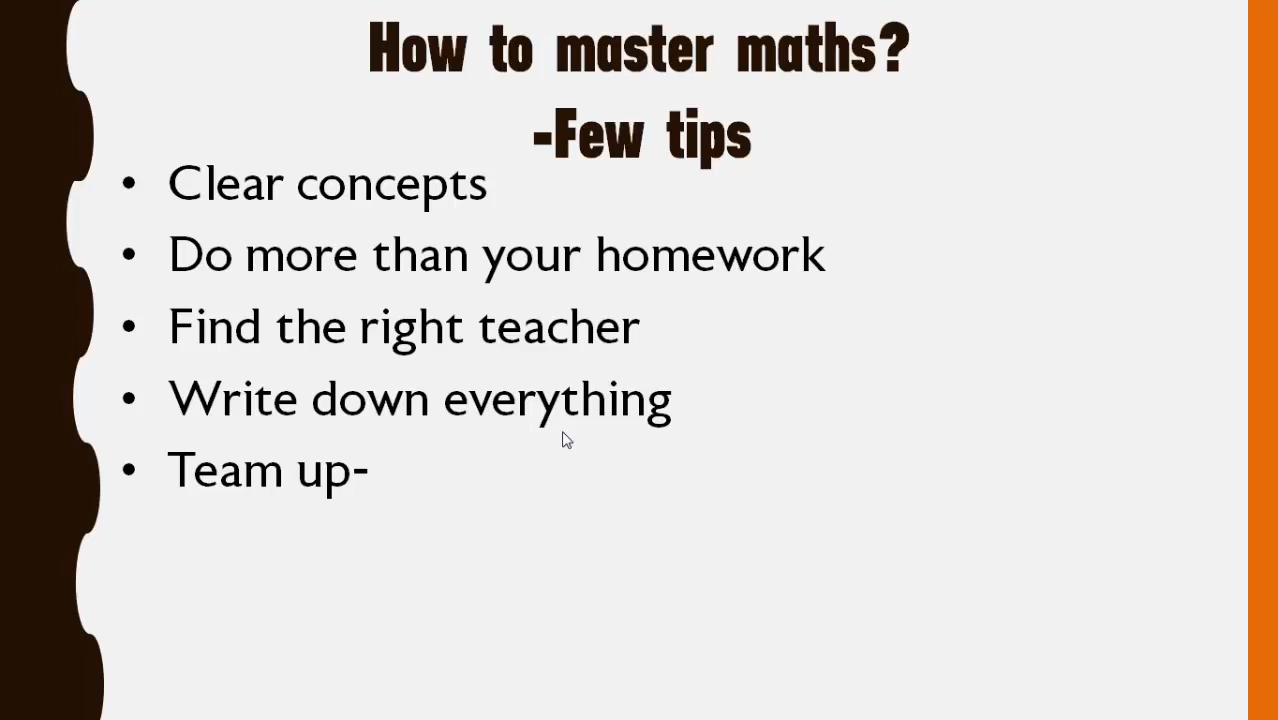 How to master maths?
-Few tips
• Clear concepts
• Do more than your homework
• Find the right teacher
• Write down everything
• Team up-